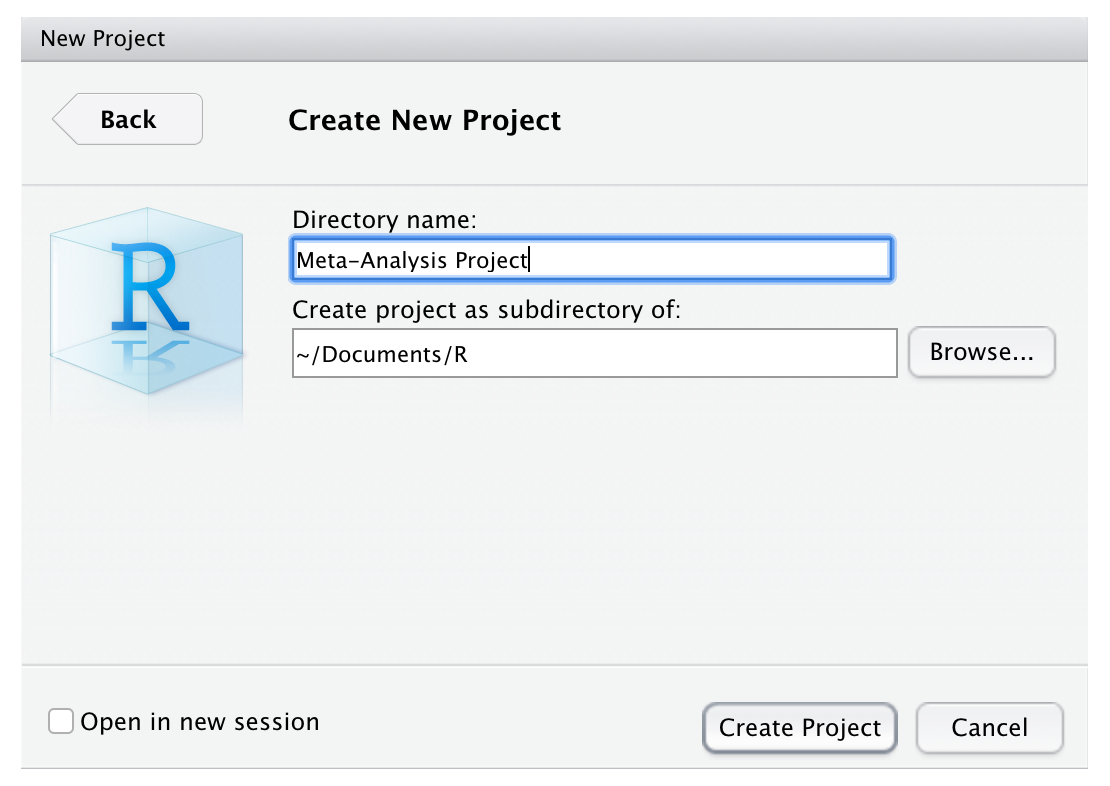 New Project
Back
Create New Project
R
Directory name:
Meta-Analysis Project
Create project as subdirectory of:
~/Documents/R
Browse...
Open in new session
Create Project
Cancel